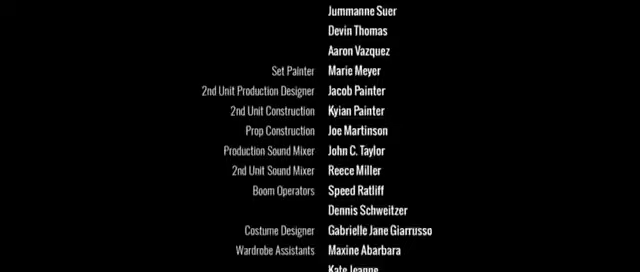 Jummanne Suer
Devin Thomas
Aaron Vazquez
Set Painter Marie Meyer
2nd Unit Production Designer Jacob Painter
2nd Unit Construction Kyian Painter
Prop Construction Joe Martinson
Production Sound Mixer John C. Taylor
2nd Unit Sound Mixer Reece Miller
Boom Operators Speed Ratliff
Dennis Schweitzer
Costume Designer Gabrielle Jane Giarrusso
Wardrobe Assistants Maxine Abarbara
Kate Jeanne